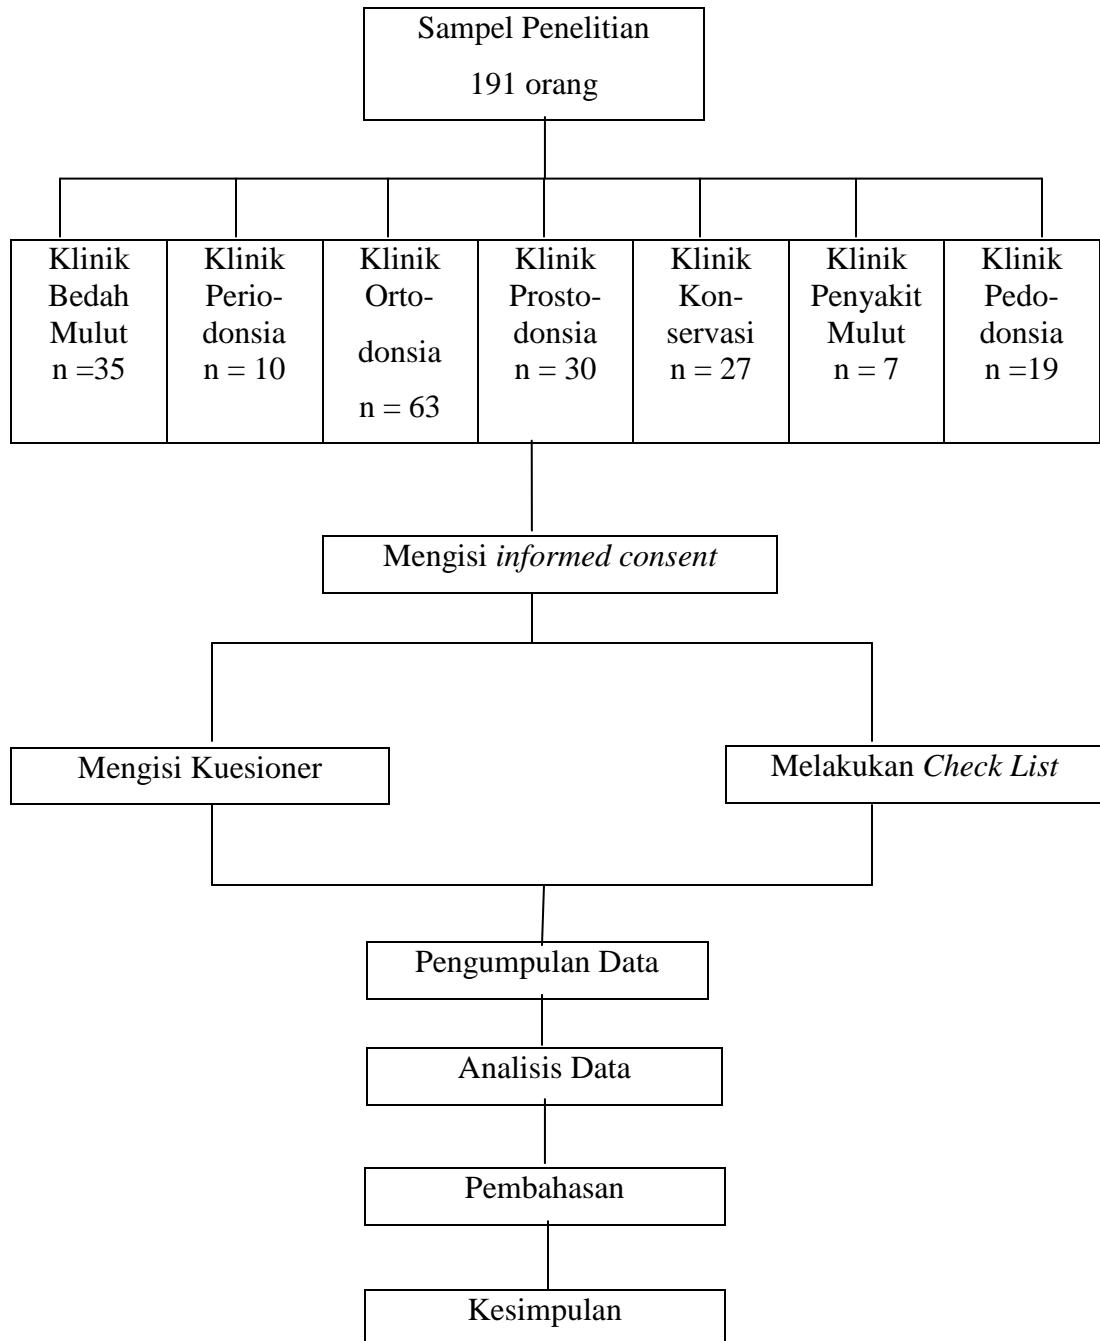 Sampel Penelitian
191 orang
Klinik
Bedah
Mulut
n =35
Klinik
Perio-
donsia
n = 10
Klinik
Orto-
donsia
n = 63
Klinik
Prosto-
donsia
n = 30
Klinik
Kon-
servasi
n = 27
Klinik
Penyakit
Mulut
n = 7
Klinik
Pedo-
donsia
n =19
Mengisi informed consent
Mengisi Kuesioner
Melakukan Check List
Pengumpulan Data
Analisis Data
Pembahasan
Kesimpulan